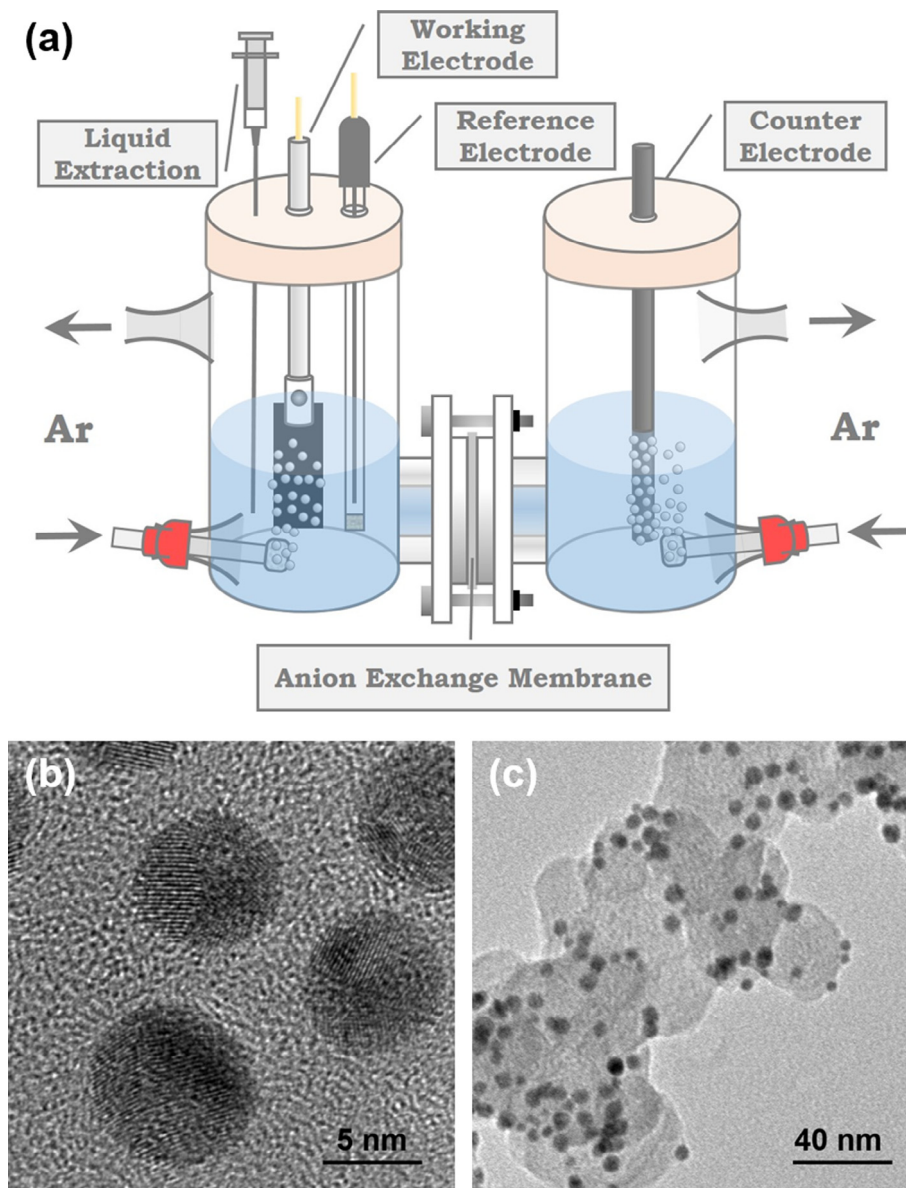 (a)
Working
Electrode
Liquid
Extraction
Reference
Electrode
Counter
Electrode
Ar
Ar
Anion Exchange Membrane
(b)
5 nm
(c)
40 nm